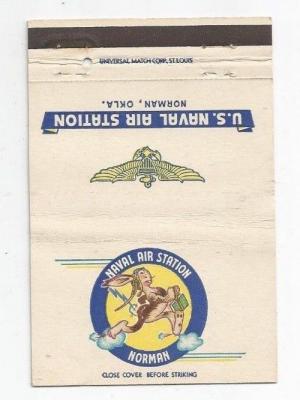 UNIVERSAL MATCH CORP., ST. LOUIS
U.S. NAVAL AIR STATION
NORMAN, OKLA.
NAVAL AIR STATION
NORMAN
CLOSE COVER BEFORE STRIKING